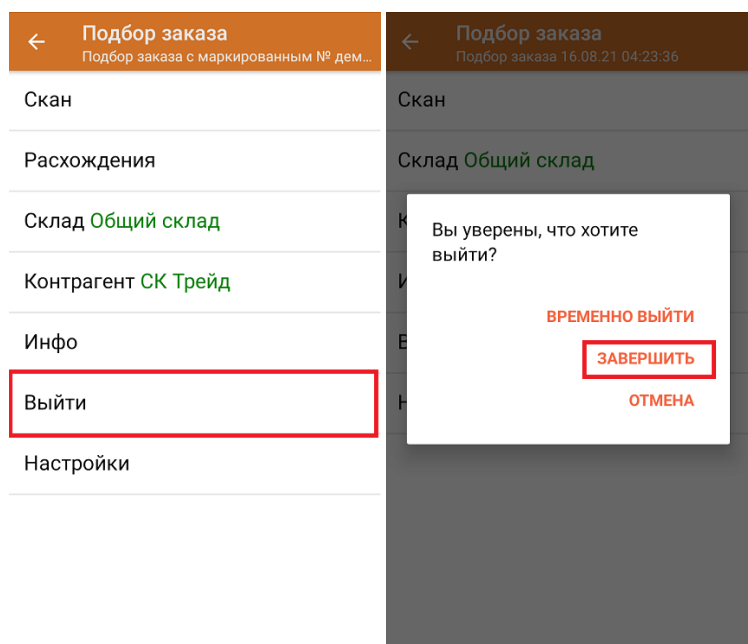 Подбор заказа
Подбор заказа с маркированным № дем...
Скан
Расхождения
Склад Общий склад
Контрагент СК Трейд
Инфо
Выйти
Настройки
Подбор заказа
Подбор заказа 16.08.21 04:23:36
Скан
Склад Общий склад
Вы уверены, что хотите
выйти?
ВРЕМЕННО ВЫЙТИ
ЗАВЕРШИТЬ
ОТМЕНА